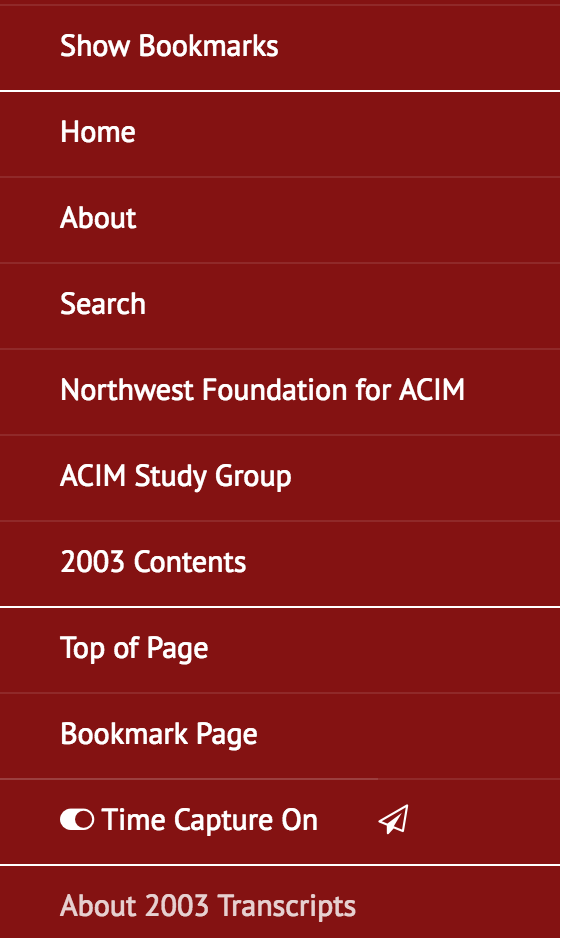 Show Bookmarks
Home
About
Search
Northwest Foundation for ACIM
ACIM Study Group
2003 Contents
Top of Page
Bookmark Page
Time Capture On
About 2003 Transcripts